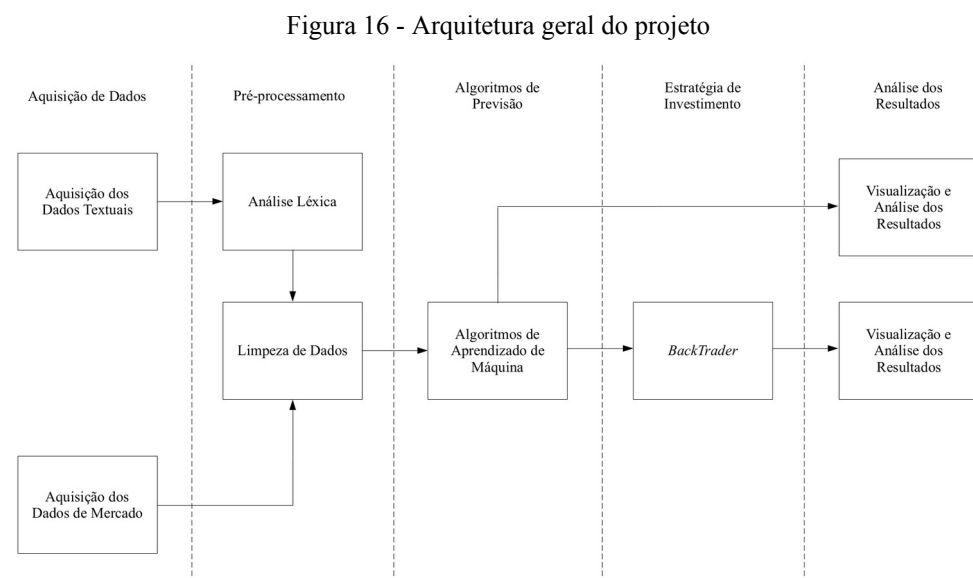 Figura 16 - Arquitetura geral do projeto
Aquisição de Dados
Pré-processamento
Algoritmos de
Previsão
Estratégia de
Investimento
Análise dos
Resultados
Aquisição dos
Dados Textuais
Análise Léxica
Visualização e
Análise dos
Resultados
Limpeza de Dados
Algoritmos de
Aprendizado de
Máquina
BackTrader
Visualização e
Análise dos
Resultados
Aquisição dos
Dados de Mercado